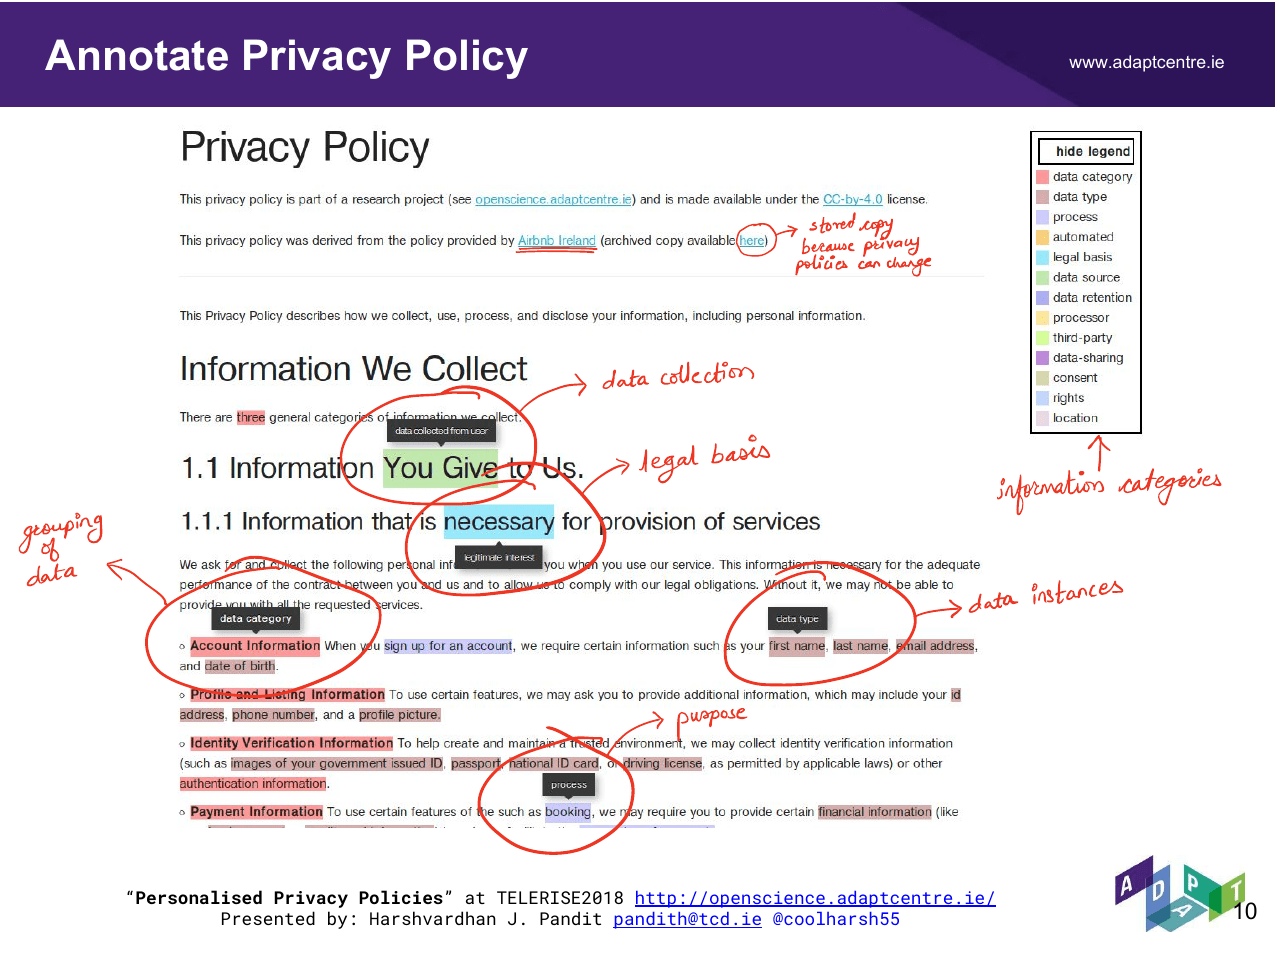 Annotate Privacy Policy
www.adaptcentre.ie
Privacy Policy
This privacy policy is part of a research project (see openscience.adaptcentre.ie) and is made available under the CC-by-4.0 license.
This privacy policy was derived from the policy provided by Airbnb Ireland (archived copy available here)
stored copy
because privacy
policies can change
This Privacy Policy describes how we collect, use, process, and disclose your information, including personal information.
Information We Collect
data collection
There are three general categories of information we collect.
data collected from user
1.1 Information You Give to Us.
legal basis
1.1.1 Information that is necessary for provision of services
legitimate interest
We ask for and collect the following personal you when you use our service. This information is necessary for the adequate
performance of the contract between you and us and to allow us to comply with our legal obligations. Without it, we may not be able to
provide you with all the requested services.
grouping
of
data
data category
data type
data instances
◦ Account Information When you sign up for an account, we require certain information such as your first name, last name, email address,
and date of birth.
◦ Profile and Listing Information To use certain features, we may ask you to provide additional information, which may include your id
address, phone number, and a profile picture.
purpose
◦ Identity Verification Information To help create and maintain a trusted environment, we may collect identity verification information
(such as images of your government issued ID, passport, national ID card, or driving license, as permitted by applicable laws) or other
authentication information.
process
◦ Payment Information To use certain features of the such as booking, we may require you to provide certain financial information (like
hide legend
data category
data type
process
automated
legal basis
data source
data retention
processor
third-party
data-sharing
consent
rights
location
information categories
“Personalised Privacy Policies” at TELERISE2018 http://openscience.adaptcentre.ie/
Presented by: Harshvardhan J. Pandit pandith@tcd.ie @coolharsh55
ADAPT
10